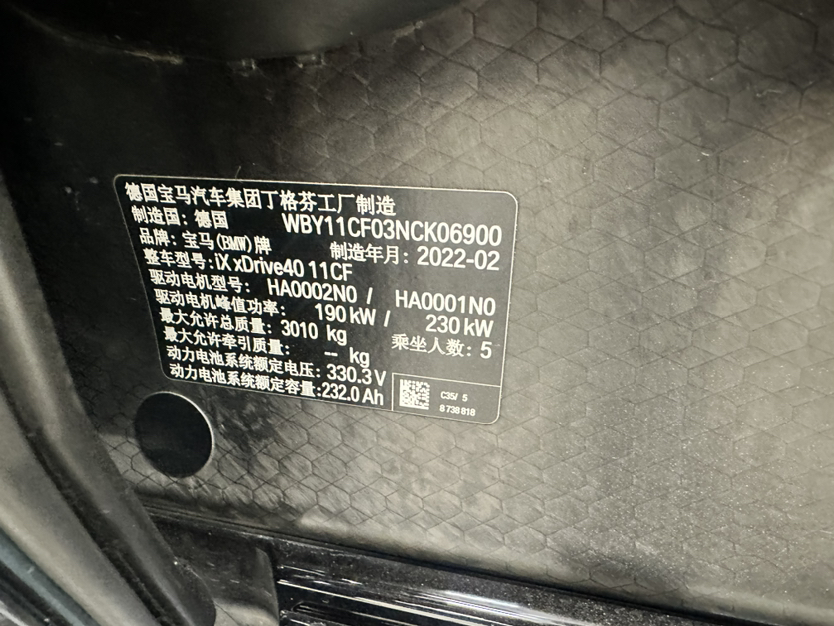 德国宝马汽车集团丁格芬工厂制造
制造国：德国 WBY11CF03NCK06900
品牌：宝马(BMW)牌 制造年月：2022-02
整车型号:iX xDrive40 11CF
驱动电机型号： HA0002N0 / HA0001N0
驱动电机峰值功率： 190 kW / 230 kW
最大允许总质量：3010 kg 乘坐人数：5
最大允许牵引质量： -- kg
动力电池系统额定电压：330.3 V
动力电池系统额定容量:232.0 Ah
C35/ 5
8 738 818